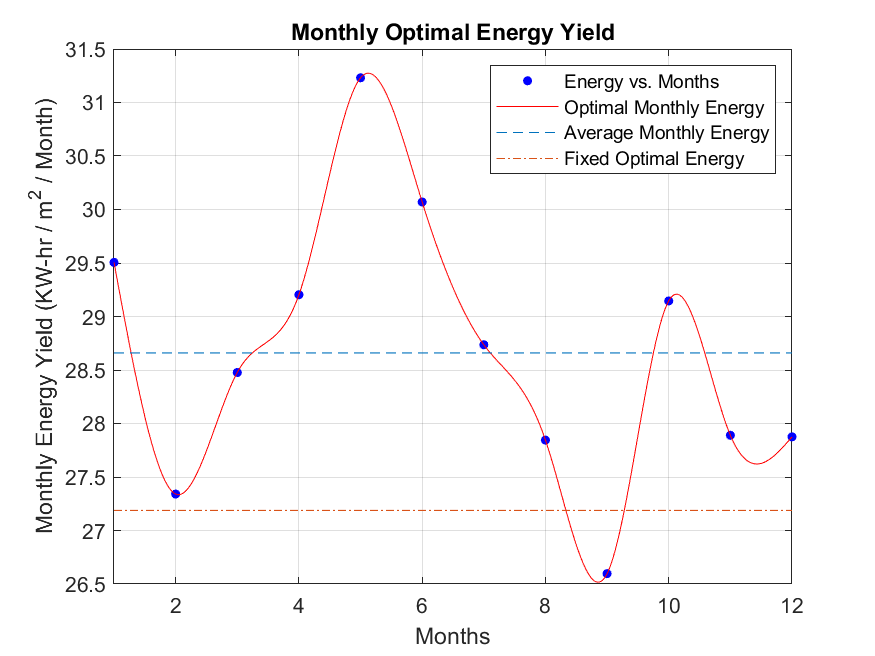 Monthly Optimal Energy Yield
Monthly Energy Yield (KW-hr / m² / Month)
31.5
31
30.5
30
29.5
29
28.5
28
27.5
27
26.5
Energy vs. Months
Optimal Monthly Energy
Average Monthly Energy
Fixed Optimal Energy
2 4 6 8 10 12
Months